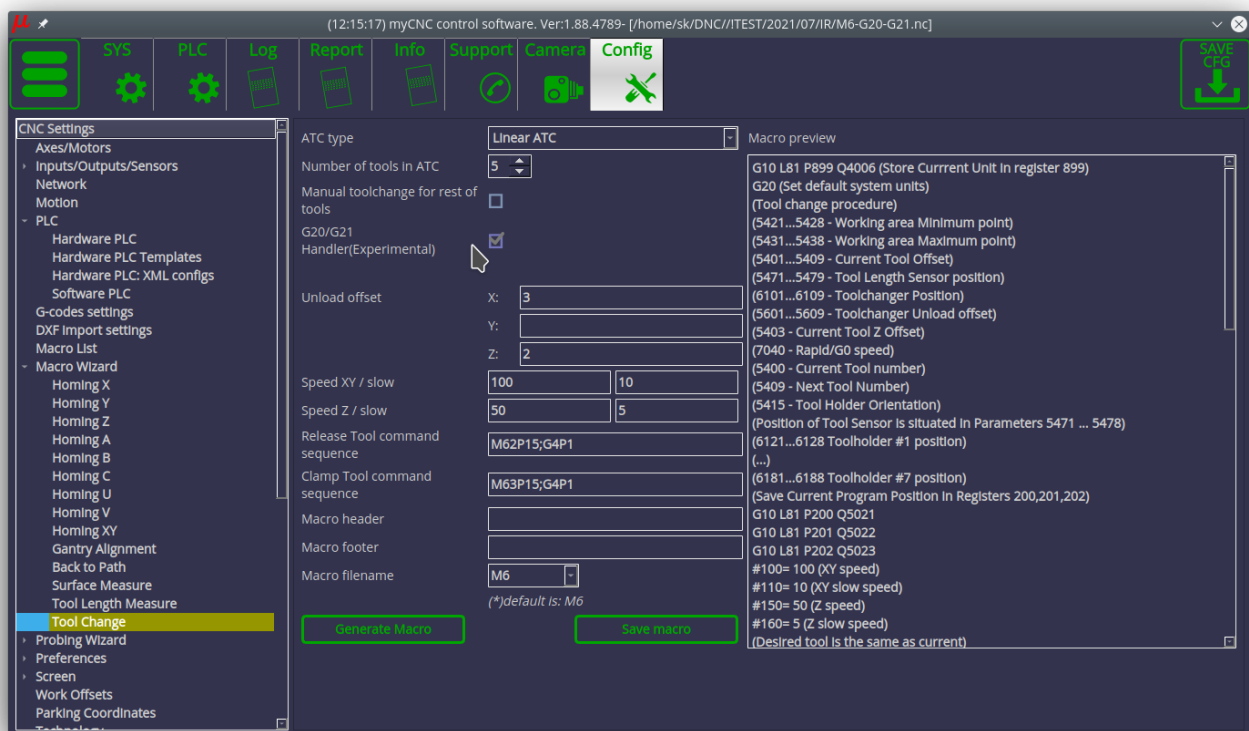 (12:15:17) myCNC control software. Ver:1.88.4789- [/home/sk/DNC//!TEST/2021/07/IR/M6-G20-G21.nc]
SYS
PLC
Log
Report
Info
Support
Camera
Config
SAVE
CFG
CNC Settings
Axes/Motors
Inputs/Outputs/Sensors
Network
Motion
PLC
Hardware PLC
Hardware PLC Templates
Hardware PLC: XML configs
Software PLC
G-codes settings
DXF import settings
Macro List
Macro Wizard
Homing X
Homing Y
Homing Z
Homing A
Homing B
Homing C
Homing U
Homing V
Homing XY
Gantry Alignment
Back to Path
Surface Measure
Tool Length Measure
Tool Change
Probing Wizard
Preferences
Screen
Work Offsets
Parking Coordinates
Technology
ATC type
Linear ATC
Number of tools in ATC
5
Manual toolchange for rest of
tools
G20/G21
Handler(Experimental)
Unload offset
X:
3
Y:
Z:
2
Speed XY / slow
100
10
Speed Z / slow
50
5
Release Tool command
sequence
M62P15;G4P1
Clamp Tool command
sequence
M63P15;G4P1
Macro header
Macro footer
Macro filename
M6
(*)default is: M6
Generate Macro
Save macro
Macro preview
G10 L81 P899 Q4006 (Store Currrent Unit in register 899)
G20 (Set default system units)
(Tool change procedure)
(5421...5428 - Working area Minimum point)
(5431...5438 - Working area Maximum point)
(5401...5409 - Current Tool Offset)
(5471...5479 - Tool Length Sensor position)
(6101...6109 - Toolchanger Position)
(5601...5609 - Toolchanger Unload offset)
(5403 - Current Tool Z Offset)
(7040 - Rapid/G0 speed)
(5400 - Current Tool number)
(5409 - Next Tool Number)
(5415 - Tool Holder Orientation)
(Position of Tool Sensor is situated in Parameters 5471 ... 5478)
(6121...6128 Toolholder #1 position)
(...)
(6181...6188 Toolholder #7 position)
(Save Current Program Position in Registers 200,201,202)
G10 L81 P200 Q5021
G10 L81 P201 Q5022
G10 L81 P202 Q5023
#100= 100 (XY speed)
#110= 10 (XY slow speed)
#150= 50 (Z speed)
#160= 5 (Z slow speed)
(Desired tool is the same as current)